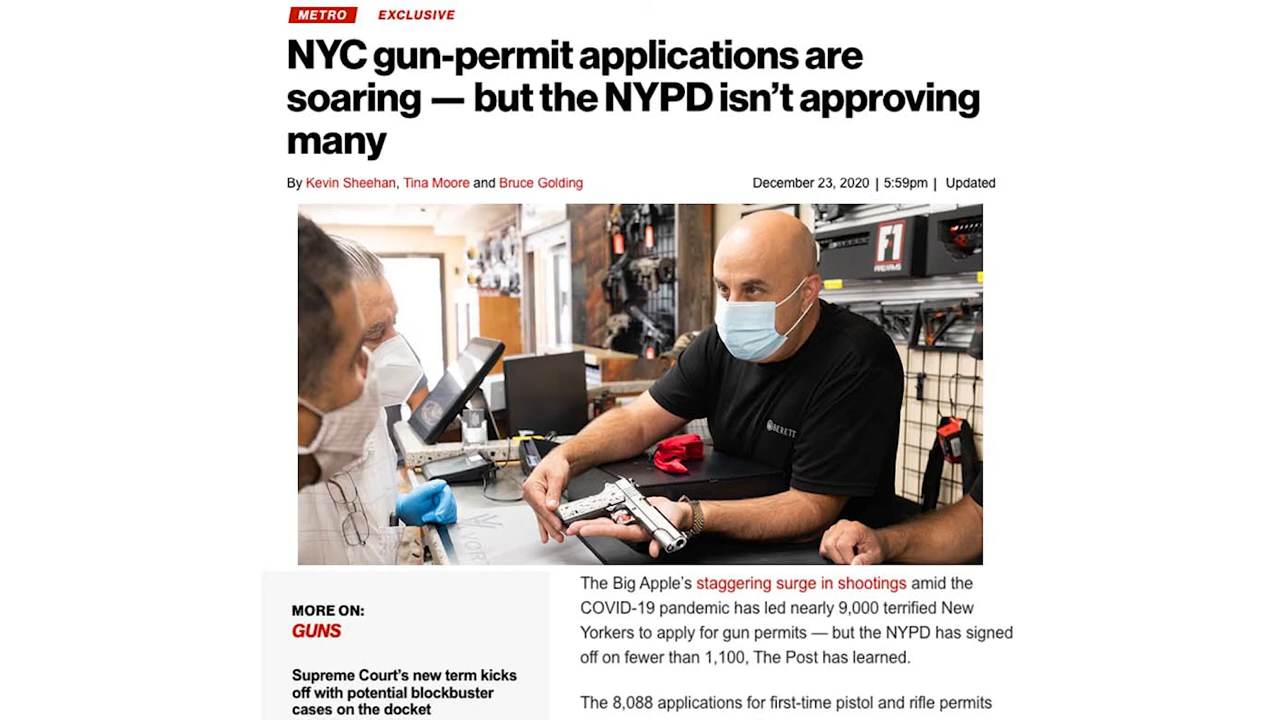 METRO EXCLUSIVE
NYC gun-permit applications are
soaring — but the NYPD isn't approving
many
By Kevin Sheehan, Tina Moore and Bruce Golding
December 23, 2020 | 5:59pm | Updated
F1
FIREARMS
BERETT
MORE ON:
GUNS
Supreme Court's new term kicks
off with potential blockbuster
cases on the docket
The Big Apple's staggering surge in shootings amid the
COVID-19 pandemic has led nearly 9,000 terrified New
Yorkers to apply for gun permits — but the NYPD has signed
off on fewer than 1,100, The Post has learned.
The 8,088 applications for first-time pistol and rifle permits